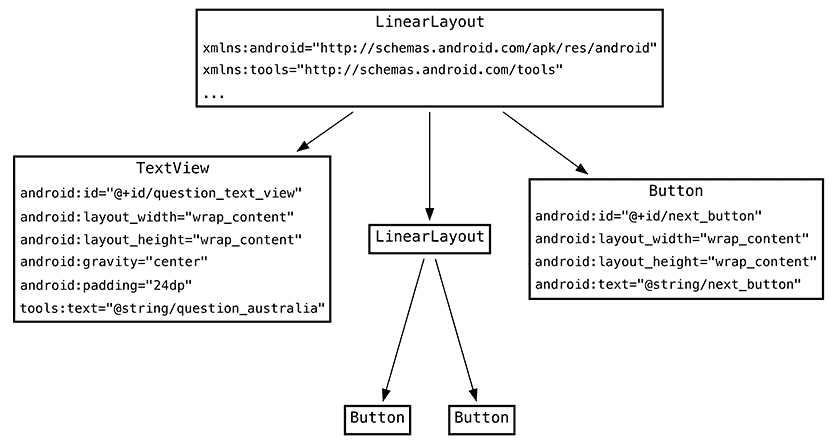 LinearLayout
xmlns:android="http://schemas.android.com/apk/res/android"
xmlns:tools="http://schemas.android.com/tools"
...
TextView
android:id="@+id/question_text_view"
android:layout_width="wrap_content"
android:layout_height="wrap_content"
android:gravity="center"
android:padding="24dp"
tools:text="@string/question_australia"
LinearLayout
Button
android:id="@+id/next_button"
android:layout_width="wrap_content"
android:layout_height="wrap_content"
android:text="@string/next_button"
Button
Button